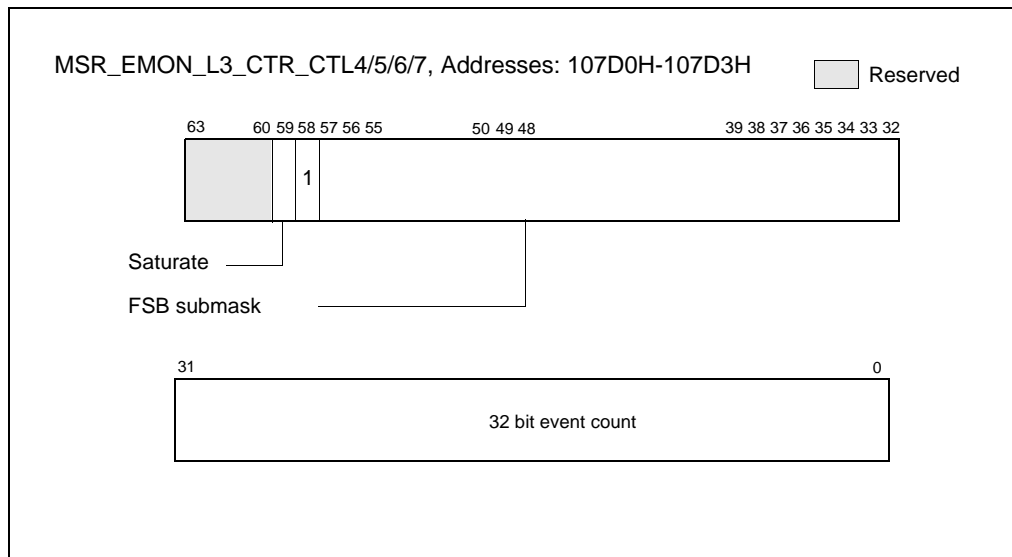 MSR_EMON_L3_CTR_CTL4/5/6/7, Addresses: 107D0H-107D3H
Reserved
63 60 59 58 57 56 55 50 49 48 39 38 37 36 35 34 33 32
1
Saturate
FSB submask
31 0
32 bit event count